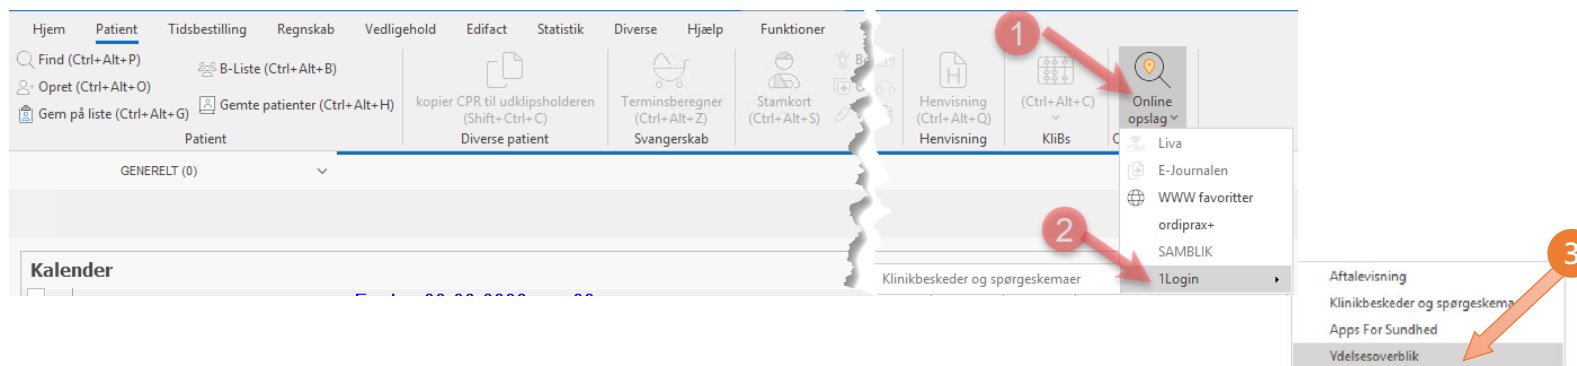 Hjem Patient Tidsbestilling Regnskab Vedligehold Edifact Statistik Diverse Hjælp Funktioner
1
Find (Ctrl+Alt+P)
Opret (Ctrl+Alt+O)
Gem på liste (Ctrl+Alt+G)
B-Liste (Ctrl+Alt+B)
Gemte patienter (Ctrl+Alt+H)
Patient
kopier CPR til udklipsholderen
(Shift+Ctrl+C)
Diverse patient
Terminsberegner
(Ctrl+Alt+Z)
Svangerskab
Stamkort
(Ctrl+Alt+S)
Henvisning
(Ctrl+Alt+Q)
Henvisning
(Ctrl+Alt+C)
KliBs
Online
opslag
GENERELT (0)
Liva
E-Journalen
WWW favoritter
ordiprax+
SAMBLIK
1Login
2
Kalender
Klinikbeskeder og spørgeskemaer
3
Aftalevisning
Klinikbeskeder og spørgeskema
Apps For Sundhed
Ydelsesoverblik